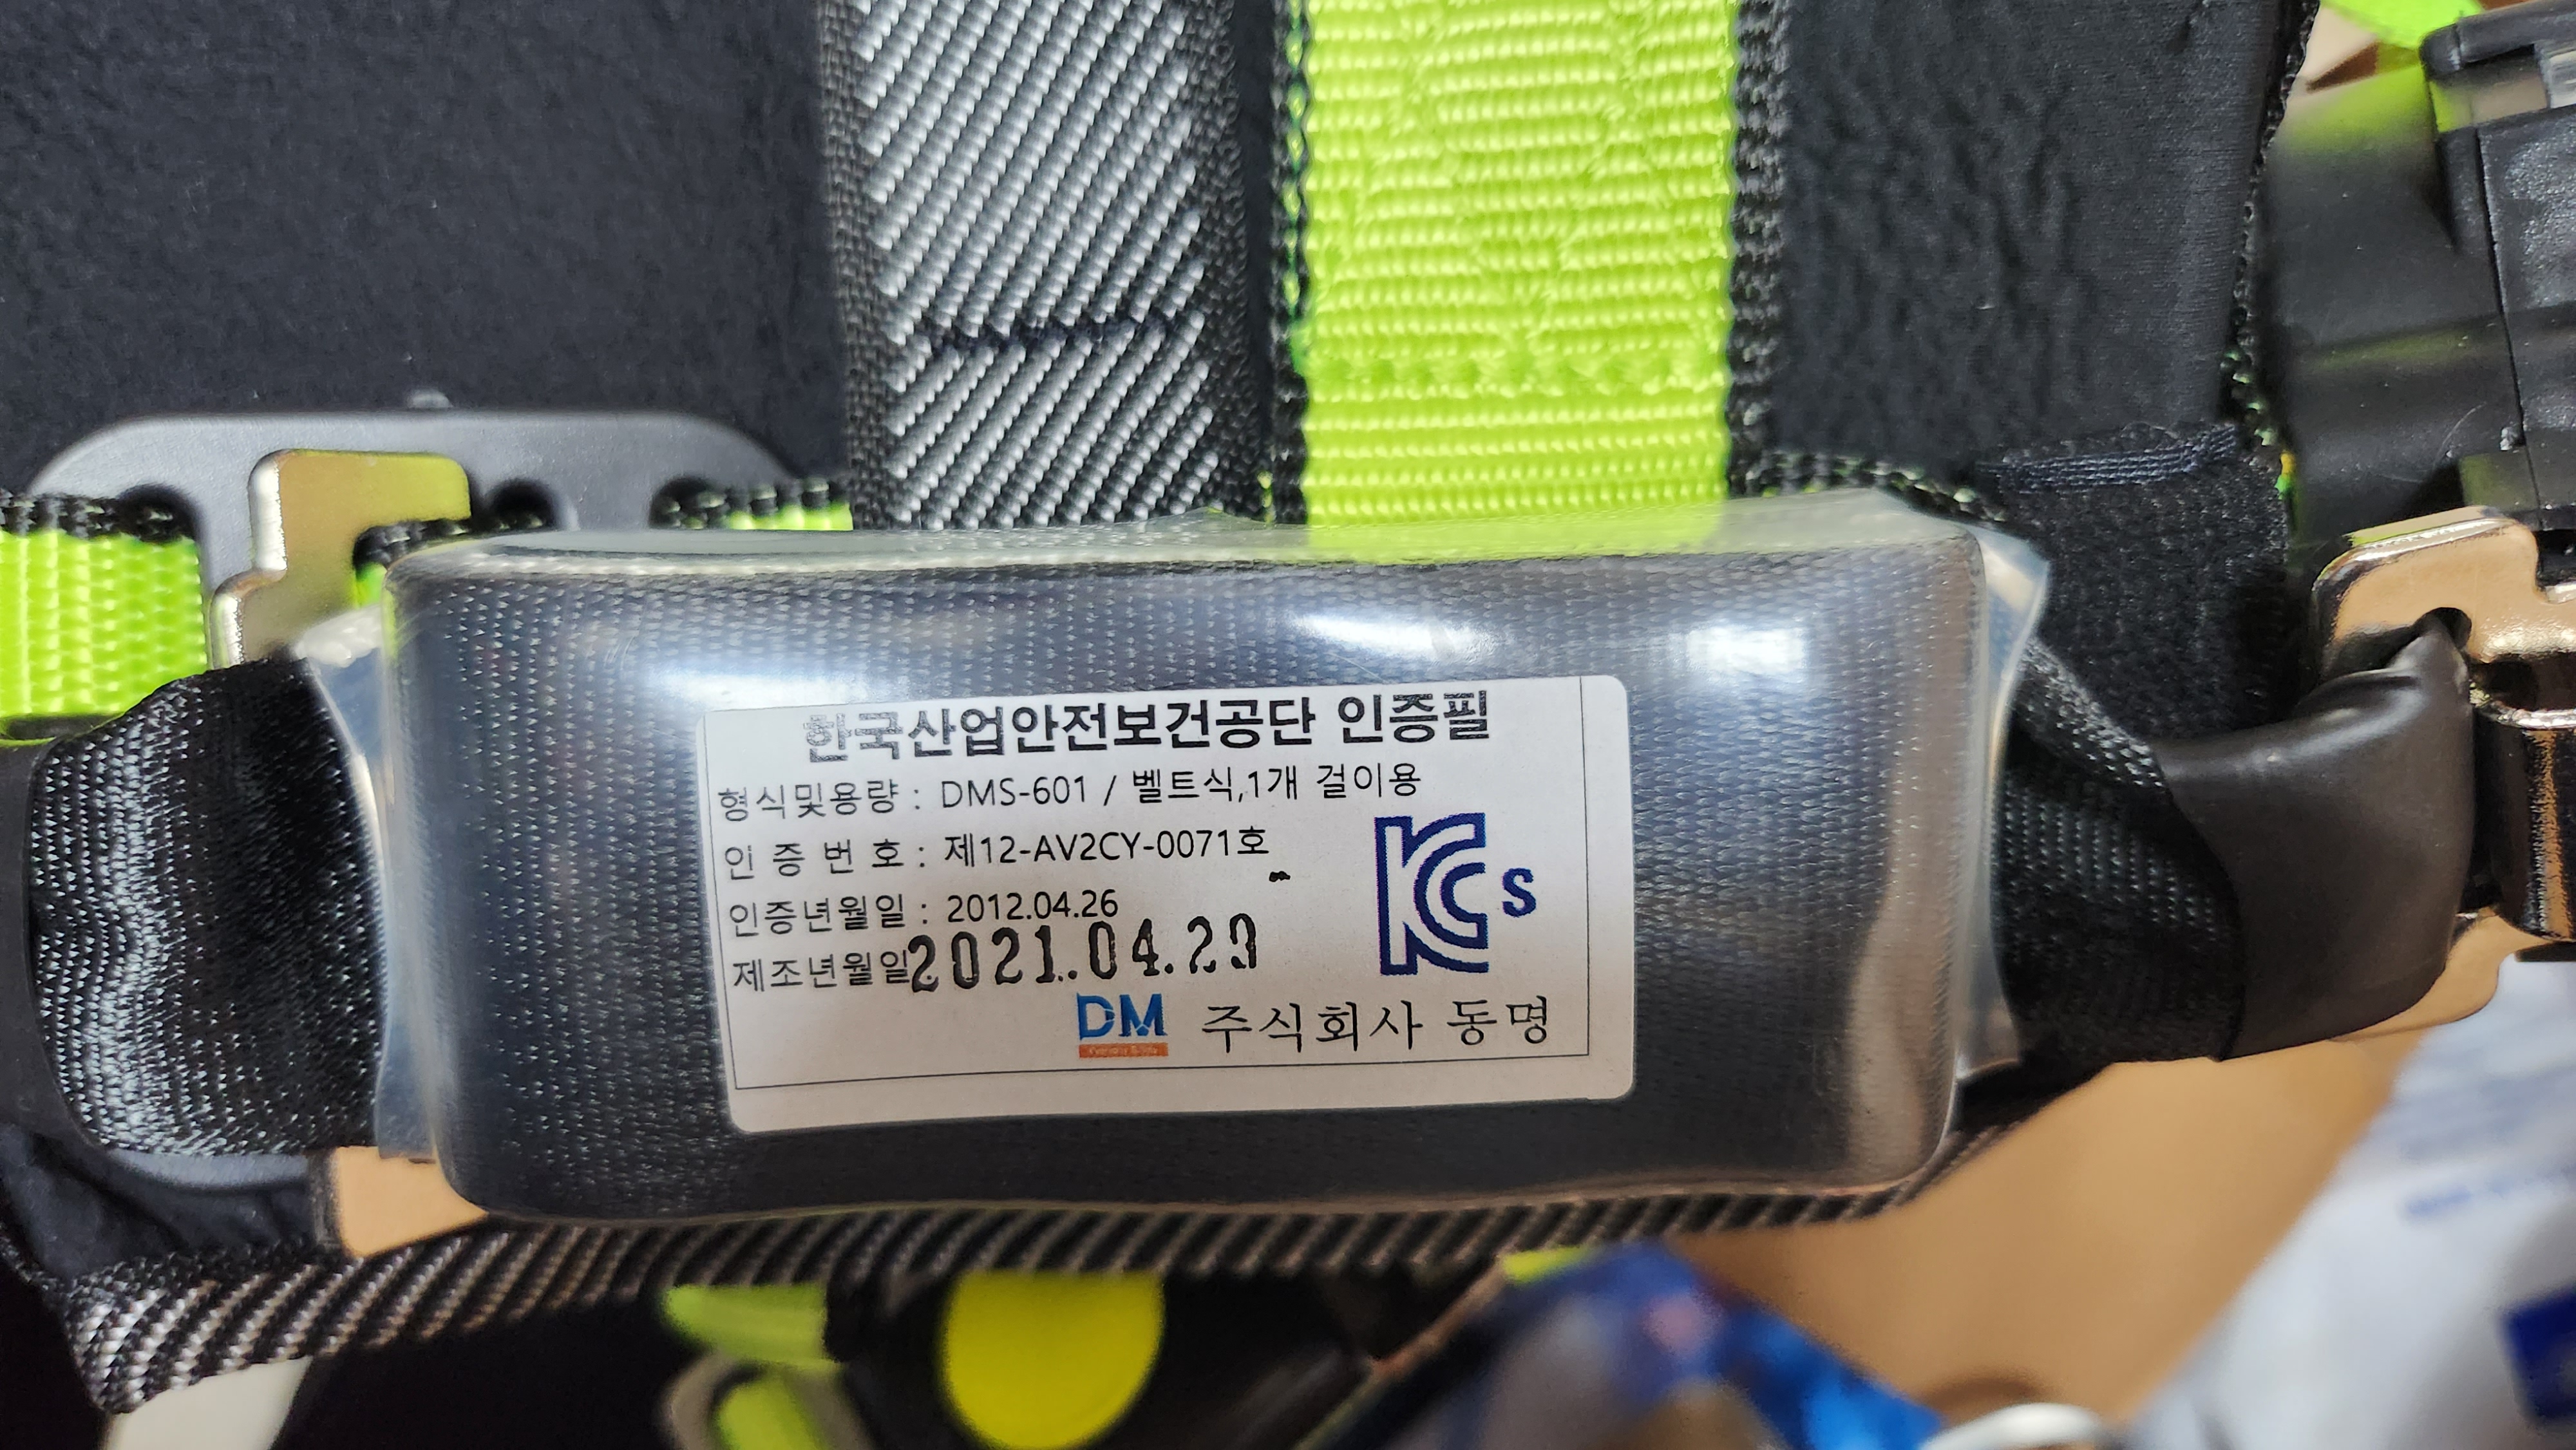 한국산업안전보건공단 인증필
형식및용량 : DMS-601 / 벨트식,1개 걸이용
인 증 번 호 : 제12-AV2CY-0071호
인증년월일 : 2012.04.26
제조년월일
KCs
DM 주식회사 동명